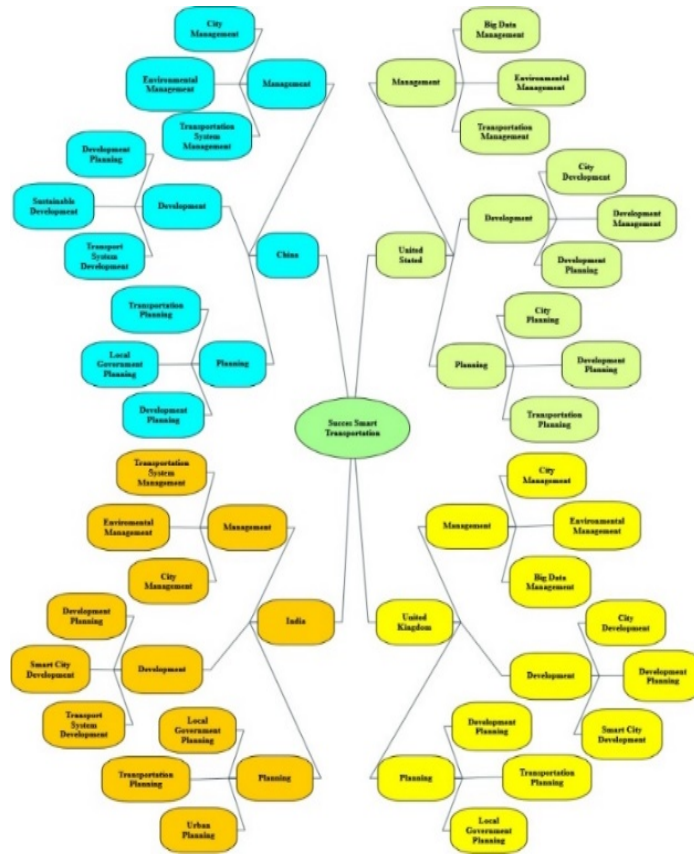 City
Management
Environmental
Management
Management
Transportation
System
Management
Development
Planning
Sustainable
Development
Development
Transport
System
Development
China
Transportation
Planning
Local
Government
Planning
Planning
Development
Planning
Big Data
Management
Management
Environmental
Management
Transportation
Management
City
Development
Development
Development
Management
Development
Planning
United
Stated
City
Planning
Planning
Development
Planning
Transportation
Planning
Succes Smart
Transportation
Transportation
System
Management
Enviromental
Management
Management
City
Management
India
Development
Planning
Smart City
Development
Development
Transport
System
Development
Local
Government
Planning
Transportation
Planning
Planning
Urban
Planning
City
Management
Management
Environmental
Management
Big Data
Management
United
Kingdom
City
Development
Development
Development
Planning
Smart City
Development
Development
Planning
Planning
Transportation
Planning
Local
Government Planning